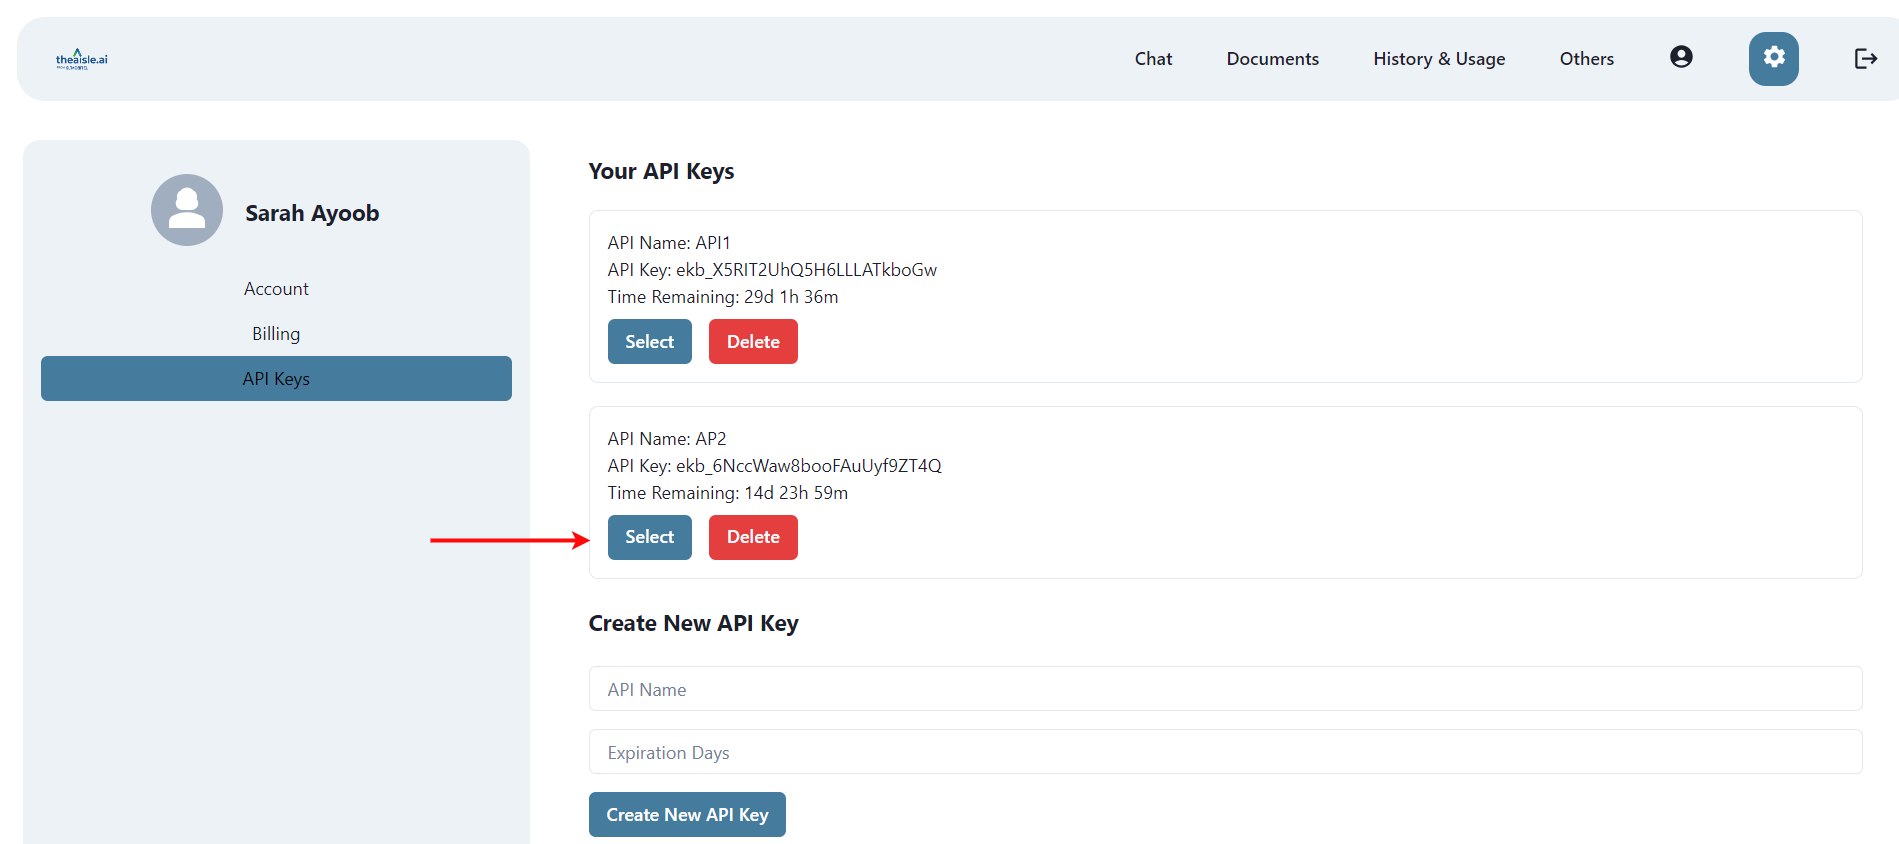 theaisle.ai
Chat
Documents
History & Usage
Others
Sarah Ayoob
Account
Billing
API Keys
Your API Keys
API Name: API1
API Key: ekb_X5RIT2UhQ5H6LLLATkboGw
Time Remaining: 29d 1h 36m
Select Delete
API Name: AP2
API Key: ekb_6NccWaw8booFAuUyf9ZT4Q
Time Remaining: 14d 23h 59m
Select Delete
Create New API Key
API Name
Expiration Days
Create New API Key